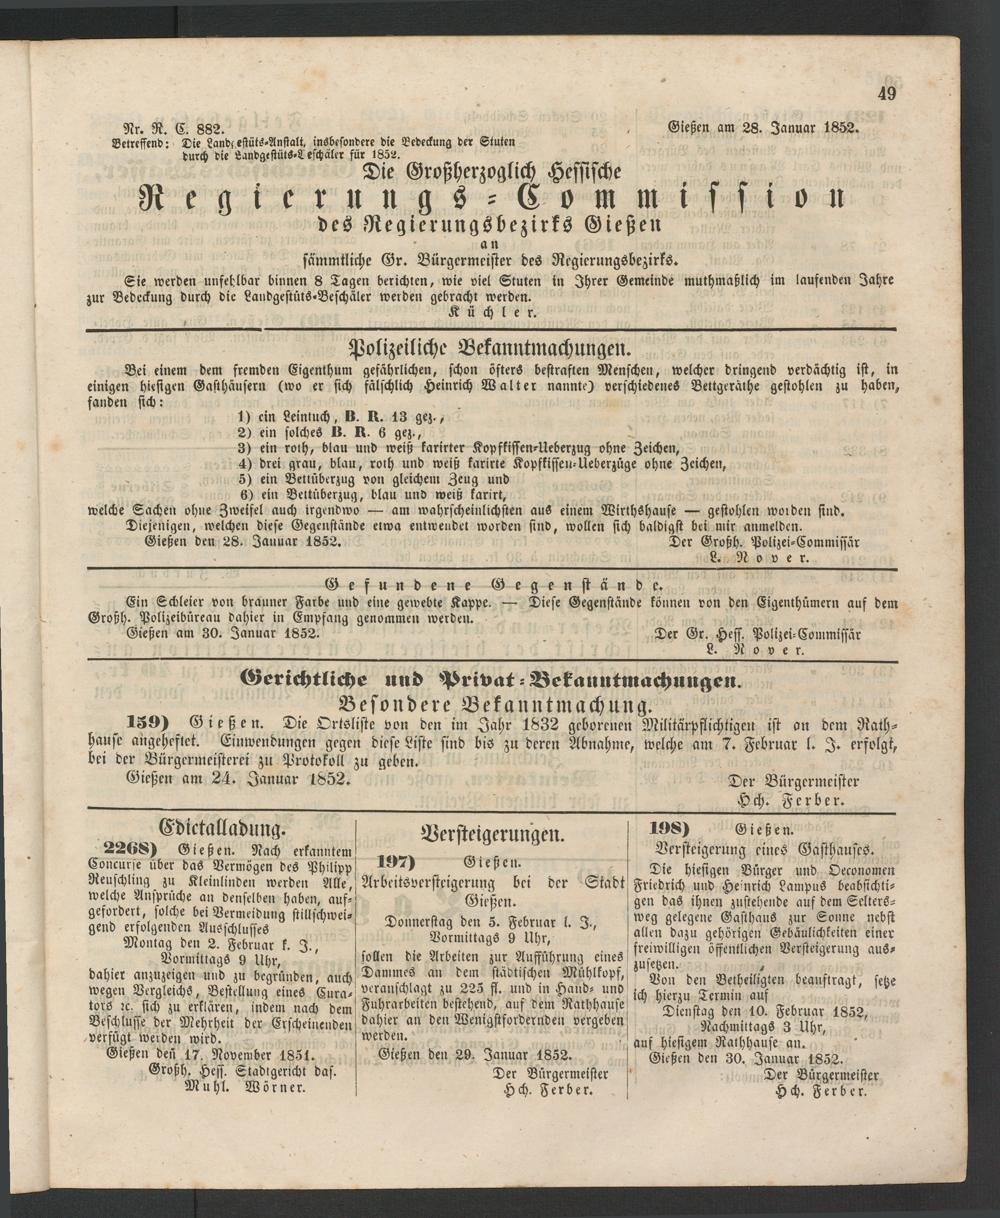 49
Nr. R. C. 882.
Gießen am 28. Januar 1852.
Betreffend: Die Landgestüts-Anstalt, insbesondere die Bedeckung der Stuten
durch die Landgestüts-Beschäler für 1852.
Die Großherzoglich Hessische
Regierungs-Commission
des Regierungsbezirks Gießen
an
sämmtliche Gr. Bürgermeister des Regierungsbezirks.
Sie werden unfehlbar binnen 8 Tagen berichten, wie viel Stuten in Ihrer Gemeinde muthmaßlich im laufenden Jahre
zur Bedeckung durch die Landgestüts-Beschäler werden gebracht werden.
Küchler.
Polizeiliche Bekanntmachungen.
Bei einem dem fremden Eigenthum gefährlichen, schon öfters bestraften Menschen, welcher dringend verdächtig ist, in
einigen hiesigen Gasthäusern (wo er sich fälschlich Heinrich Walter nannte) verschiedenes Bettgeräthe gestohlen zu haben,
fanden sich:
1) ein Leintuch, B. R. 13 gez.,
2) ein solches B. R. 6 gez.,
3) ein roth, blau und weiß karirter Kopfkissen-Ueberzug ohne Zeichen,
4) drei grau, blau, roth und weiß karirte Kopfkissen-Ueberzüge ohne Zeichen,
5) ein Bettüberzug von gleichem Zeug und
6) ein Bettüberzug, blau und weiß karirt,
welche Sachen ohne Zweifel auch irgendwo — am wahrscheinlichsten aus einem Wirthshause — gestohlen worden sind.
Diejenigen, welchen diese Gegenstände etwa entwendet worden sind, wollen sich baldigst bei mir anmelden.
Gießen den 28. Januar 1852.
Der Großh. Polizei-Commissär
L. Nover.
Gefundene Gegenstände.
Ein Schleier von brauner Farbe und eine gewebte Kappe. — Diese Gegenstände können von den Eigenthümern auf dem
Großh. Polizeibüreau dahier in Empfang genommen werden.
Gießen am 30. Januar 1852.
Der Gr. Hess. Polizei-Commissär
L. Nover.
Gerichtliche und Privat-Bekanntmachungen.
Besondere Bekanntmachung.
159) Gießen. Die Ortsliste von den im Jahr 1832 geborenen Militärpflichtigen ist an dem Rath-
hause angeheftet. Einwendungen gegen diese Liste sind bis zu deren Abnahme, welche am 7. Februar l. J. erfolgt,
bei der Bürgermeisterei zu Protokoll zu geben.
Gießen am 24. Januar 1852.
Der Bürgermeister
Hch. Ferber.
Edictalladung.
2268) Gießen. Nach erkanntem
Concurse über das Vermögen des Philipp
Reuschling zu Kleinlinden werden Alle,
welche Ansprüche an denselben haben, auf-
gefordert, solche bei Vermeidung stillschwei-
gend erfolgenden Ausschlusses
Montag den 2. Februar k. J.,
Vormittags 9 Uhr,
dahier anzuzeigen und zu begründen, auch
wegen Vergleichs, Bestellung eines Cura-
tors ꝛc. sich zu erklären, indem nach dem
Beschlusse der Mehrheit der Erscheinenden
verfügt werden wird.
Gießen den 17. November 1851.
Großh. Hess. Stadtgericht das.
Muhl. Wörner.
Versteigerungen.
197) Gießen.
Arbeitsversteigerung bei der Stadt
Gießen.
Donnerstag den 5. Februar l. J.,
Vormittags 9 Uhr,
sollen die Arbeiten zur Aufführung eines
Dammes an dem städtischen Mühlkopf,
veranschlagt zu 225 fl. und in Hand- und
Fuhrarbeiten bestehend, auf dem Rathhause
dahier an den Wenigstfordernden vergeben
werden.
Gießen den 29. Januar 1852.
Der Bürgermeister
Hch. Ferber.
198) Gießen.
Versteigerung eines Gasthauses.
Die hiesigen Bürger und Oeconomen
Friedrich und Heinrich Lampus beabsichti-
gen das ihnen zustehende auf dem Selters-
weg gelegene Gasthaus zur Sonne nebst
allen dazu gehörigen Gebäulichkeiten einer
freiwilligen öffentlichen Versteigerung aus-
zusetzen.
Von den Betheiligten beauftragt, setze
ich hierzu Termin auf
Dienstag den 10. Februar 1852,
Nachmittags 3 Uhr,
auf hiesigem Rathhause an.
Gießen den 30. Januar 1852.
Der Bürgermeister
Hch. Ferber.